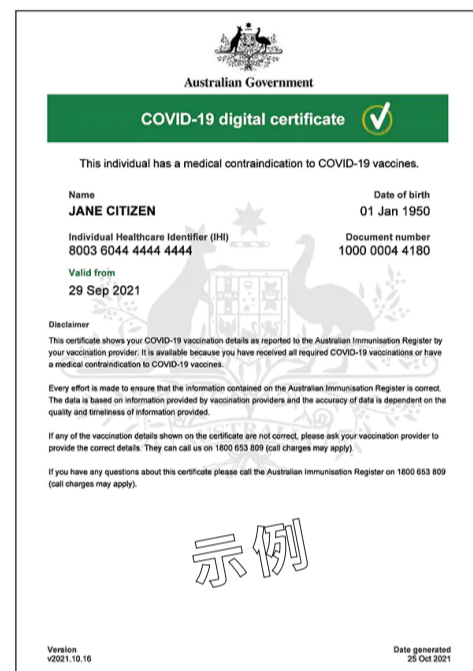 Australian Government
COVID-19 digital certificate
This individual has a medical contraindication to COVID-19 vaccines.
Name
Date of birth
JANE CITIZEN
01 Jan 1950
Individual Healthcare Identifier (IHI)
Document number
8003 6044 4444 4444
1000 0004 4180
Valid from
29 Sep 2021
Disclaimer
This certificate shows your COVID-19 vaccination details as reported to the Australian Immunisation Register by
your vaccination provider. It is available because you have received all required COVID-19 vaccinations or have
a medical contraindication to COVID-19 vaccines.
Every effort is made to ensure that the information contained on the Australian Immunisation Register is correct.
The data is based on information provided by vaccination providers and the accuracy of data is dependent on the
quality and timeliness of information provided.
If any of the vaccination details shown on the certificate are not correct, please ask your vaccination provider to
provide the correct details. They can call us on 1800 653 809 (call charges may apply).
If you have any questions about this certificate please call the Australian Immunisation Register on 1800 653 809
(call charges may apply).
示例
Version
Date generated
v2021.10.16
25 Oct 2021